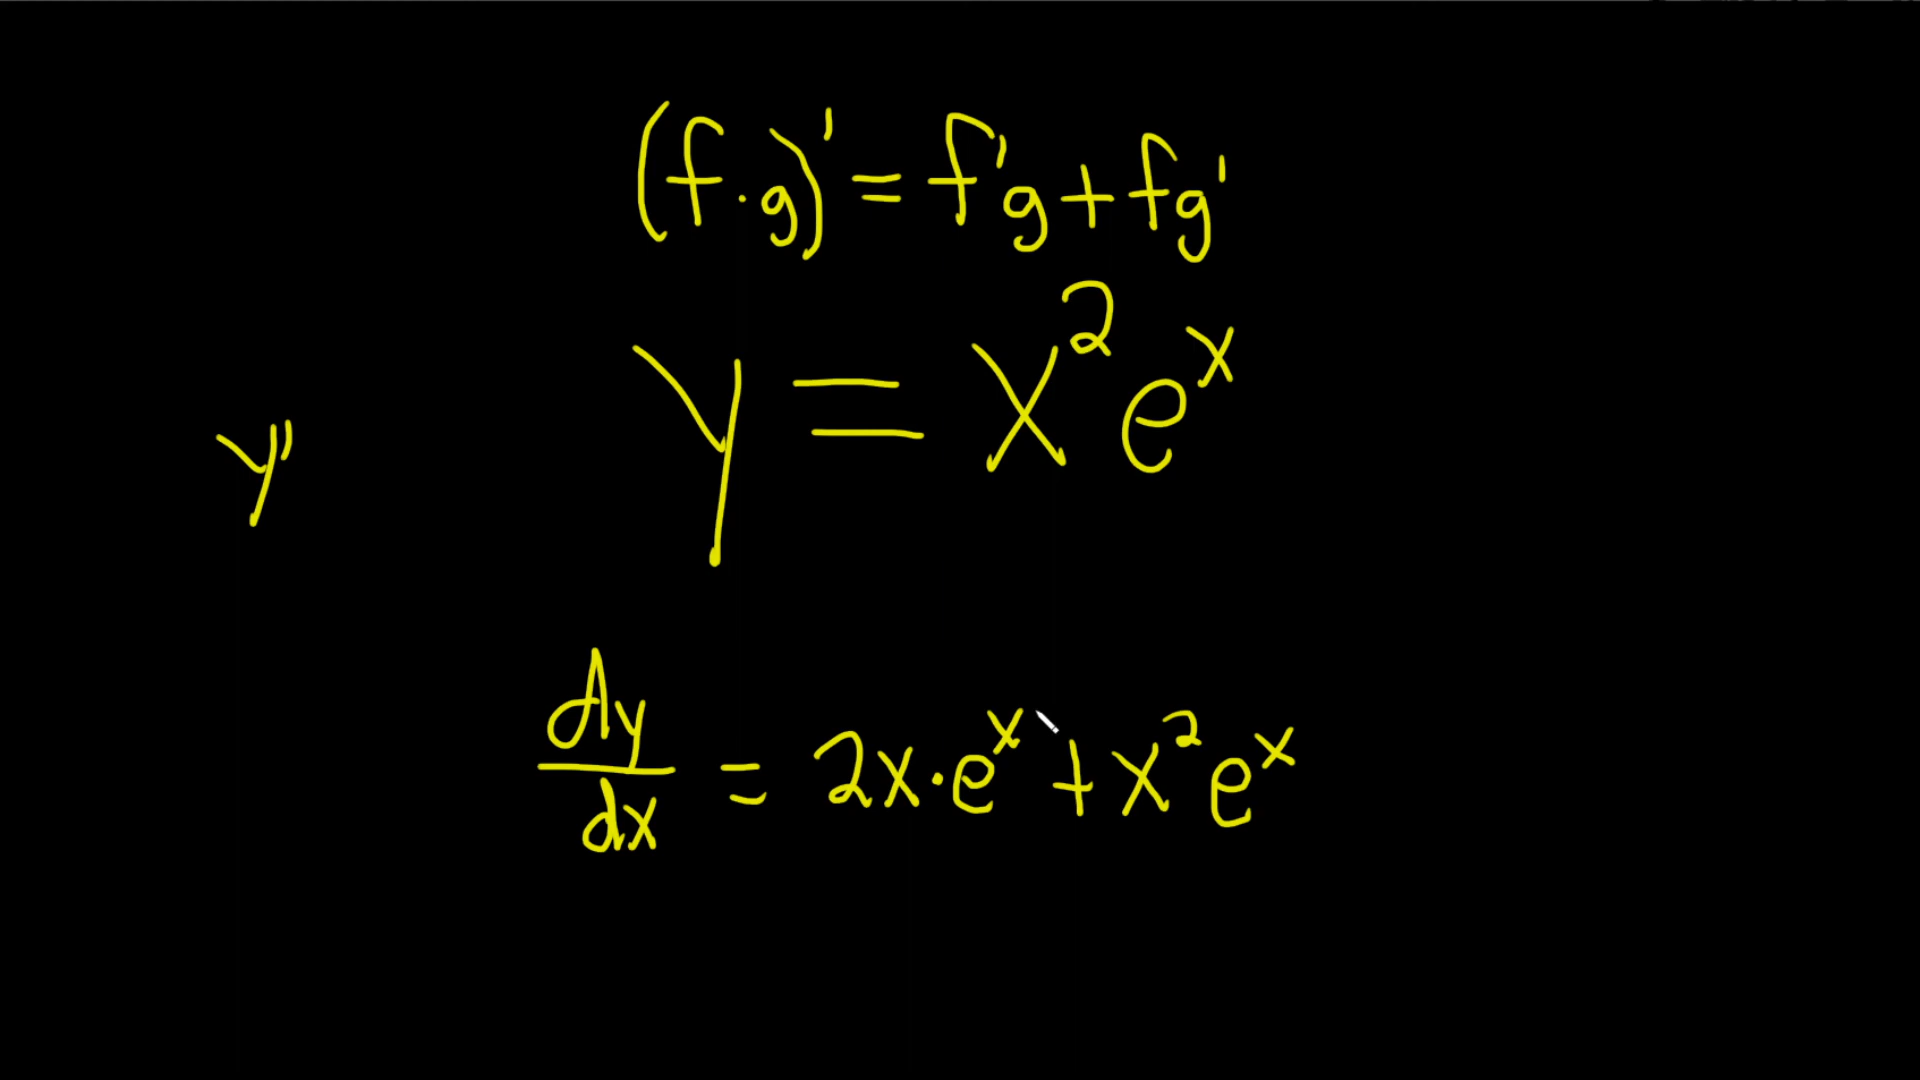 (f·g)' = f'g + fg'
y = x²eˣ
y'
dy/dx = 2x·eˣ + x²eˣ